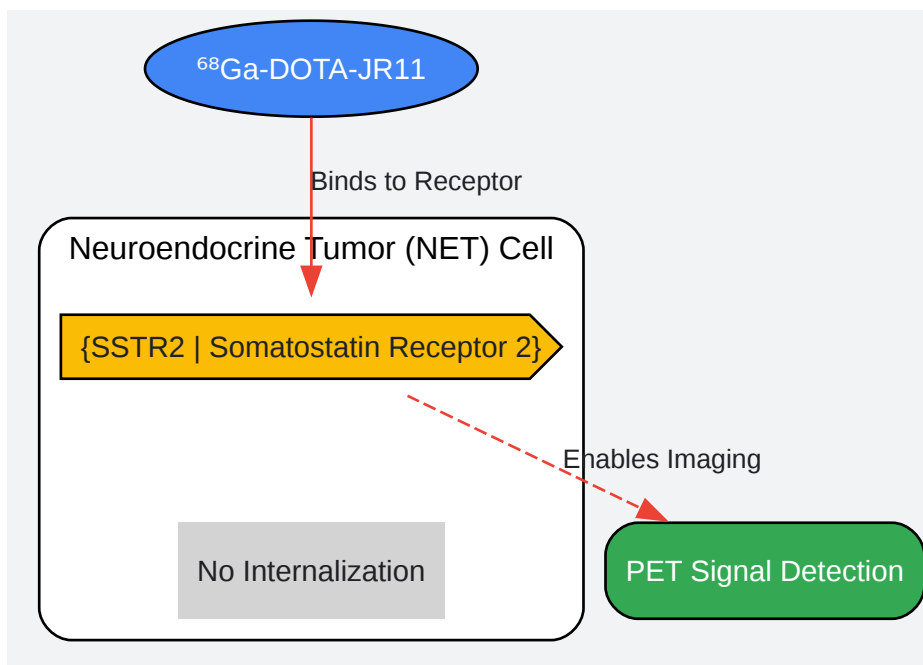 ⁶⁸Ga-DOTA-JR11
Binds to Receptor
Neuroendocrine Tumor (NET) Cell
{SSTR2 | Somatostatin Receptor 2}
Enables Imaging
No Internalization
PET Signal Detection